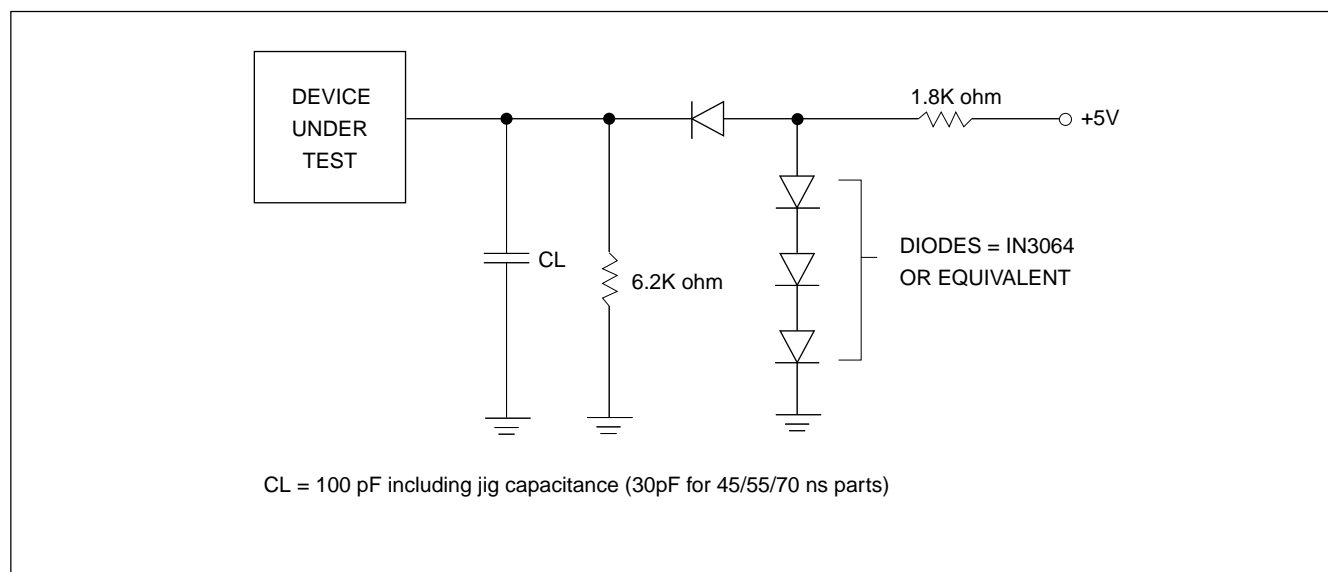 DEVICE
UNDER
TEST
1.8K ohm
+5V
CL
6.2K ohm
DIODES = IN3064
OR EQUIVALENT
CL = 100 pF including jig capacitance (30pF for 45/55/70 ns parts)